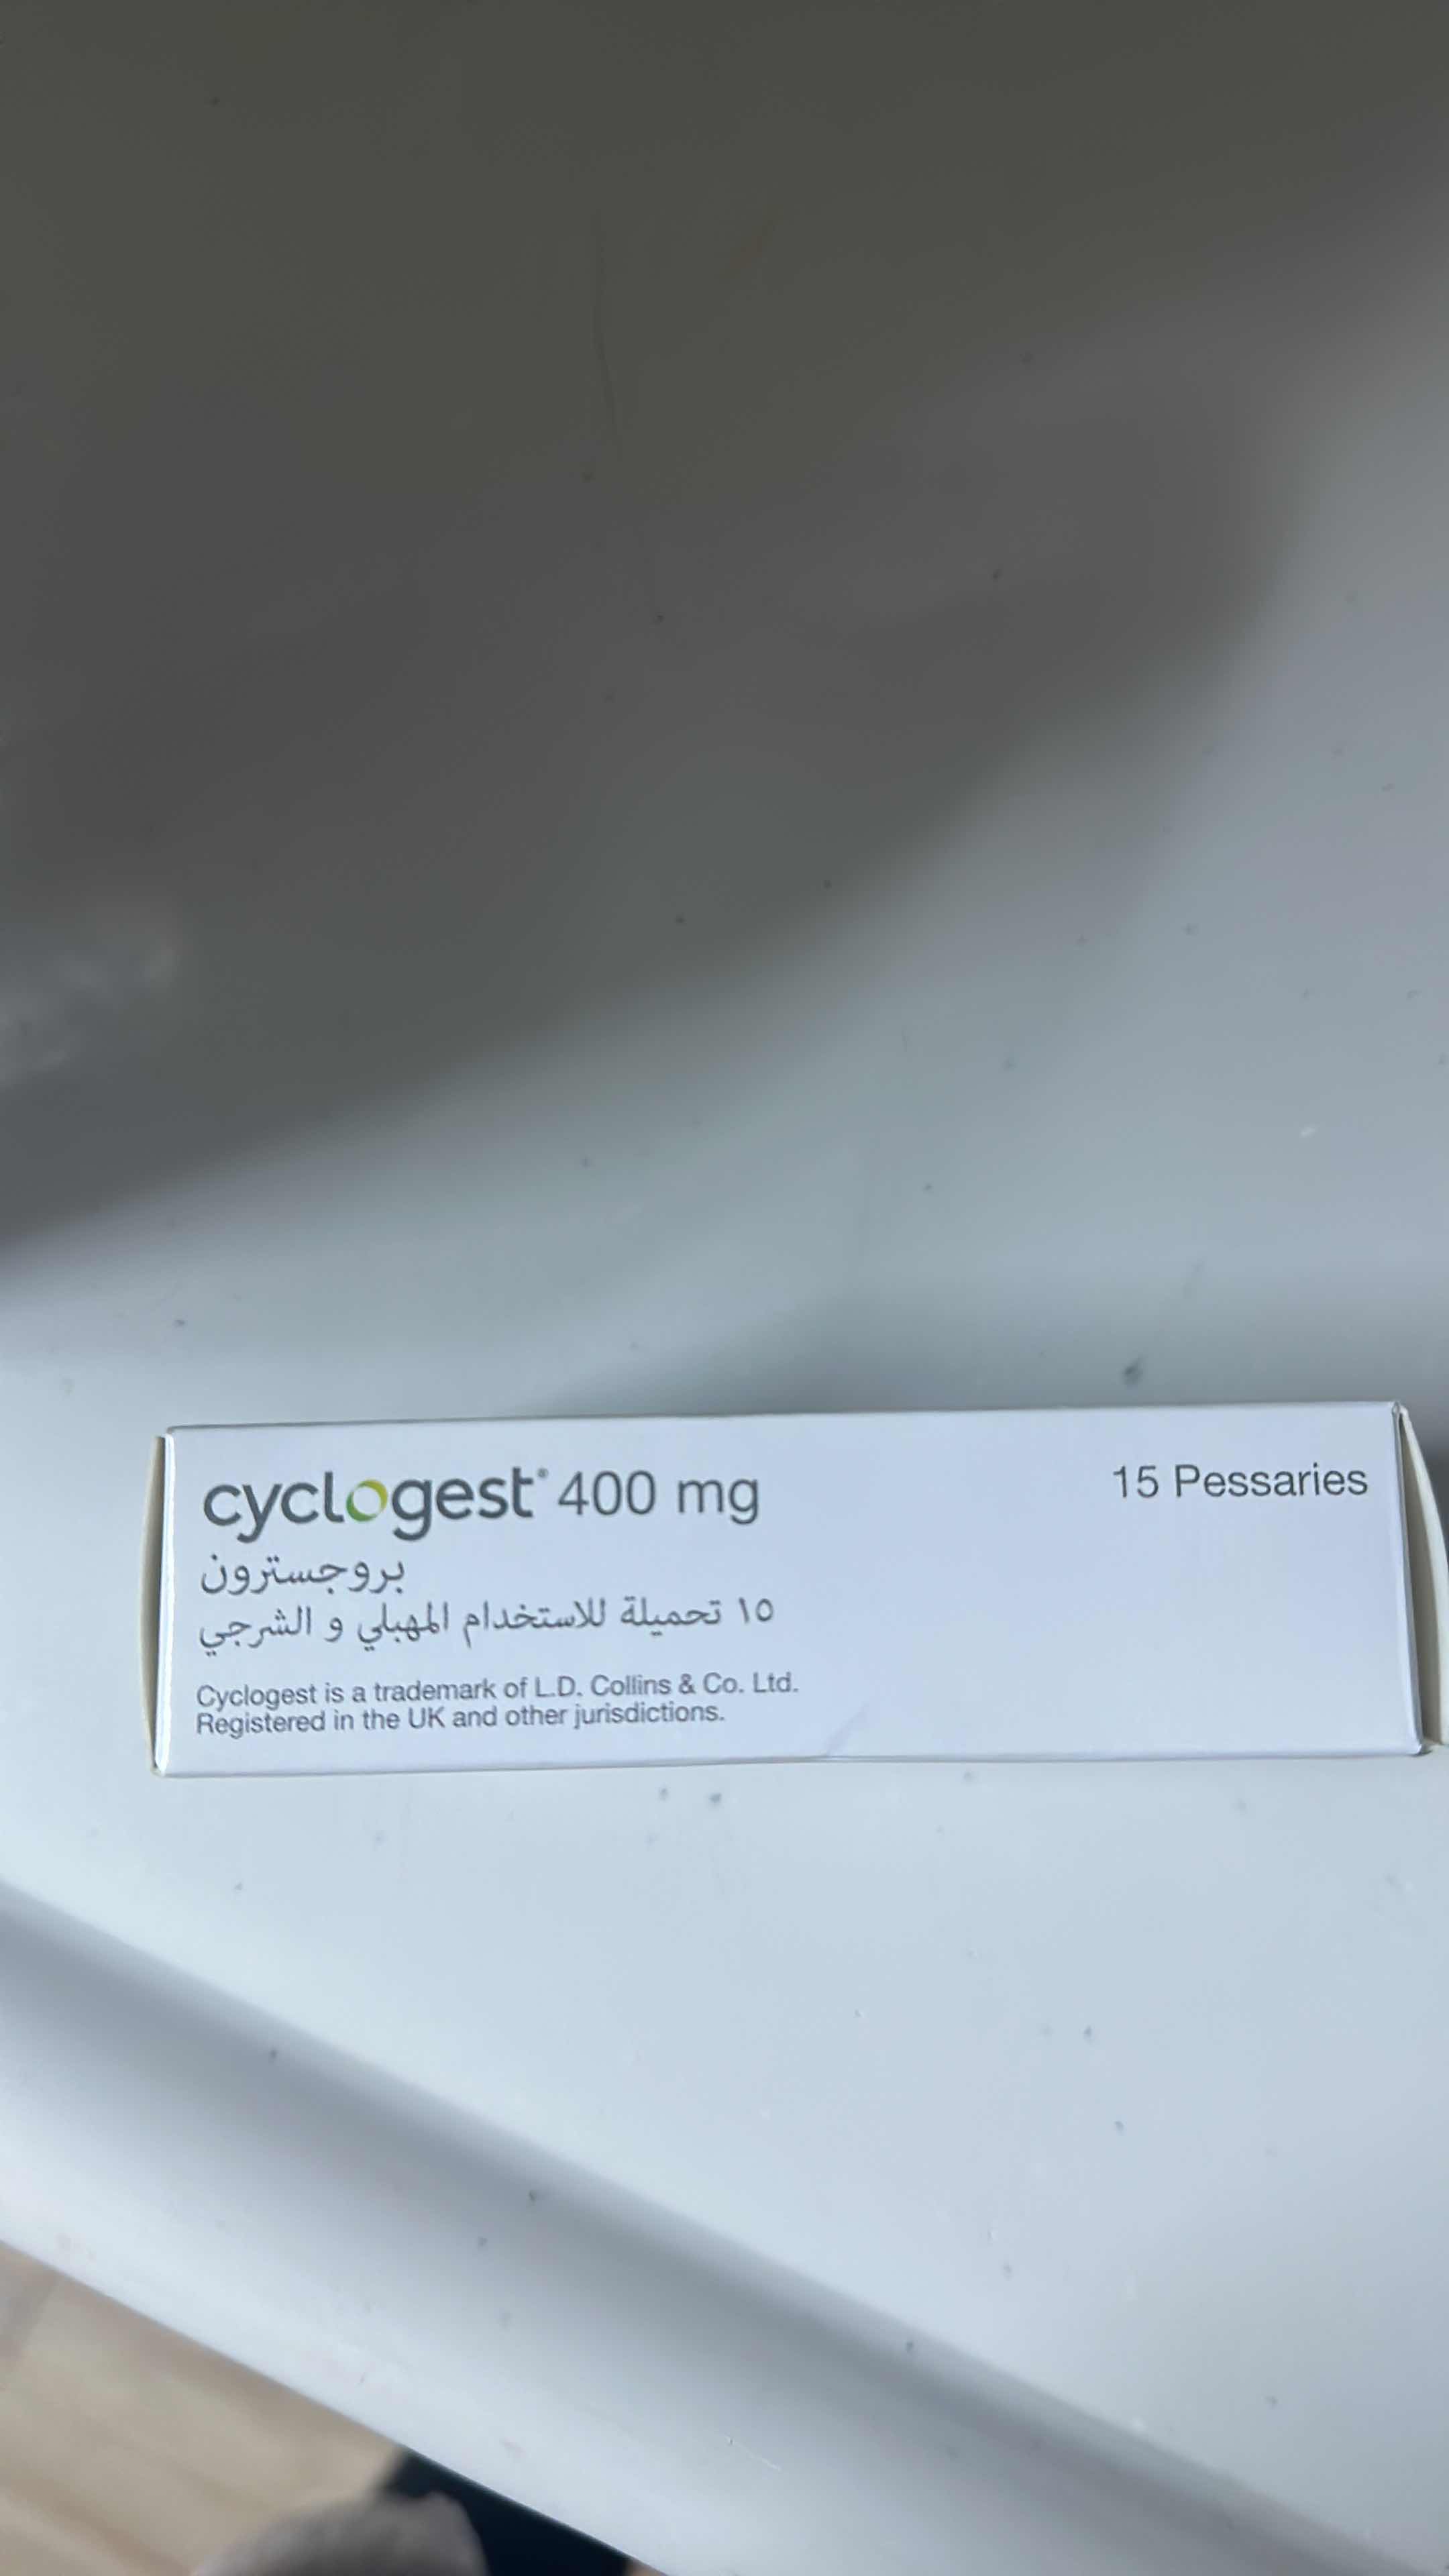 cyclogest® 400 mg
15 Pessaries
بروجسترون
١٥ تحميلة للاستخدام المهبلي و الشرجي
Cyclogest is a trademark of L.D. Collins & Co. Ltd.
Registered in the UK and other jurisdictions.